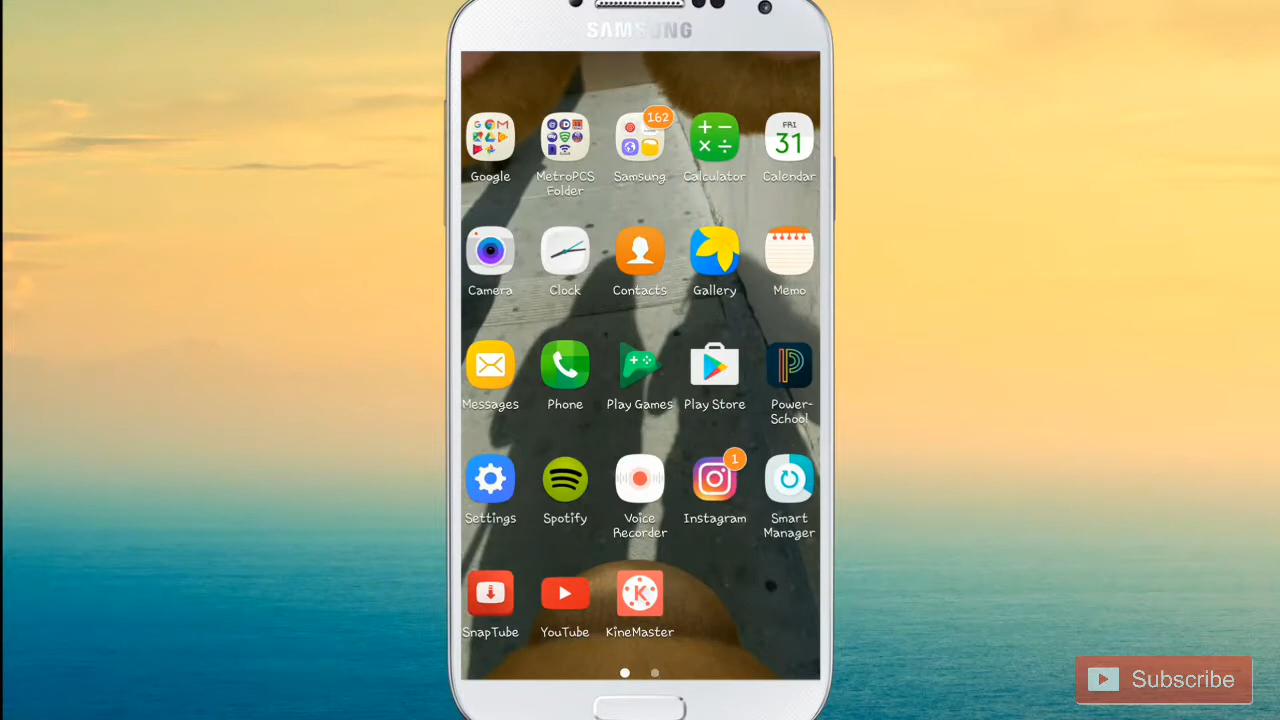 SAMSUNG
162
FRI
31
Google
MetroPCS
Folder
Samsung
Calculator
Calendar
Camera
Clock
Contacts
Gallery
Memo
Messages
Phone
Play Games
Play Store
Power-
School
1
Settings
Spotify
Voice
Recorder
Instagram
Smart
Manager
K
SnapTube
YouTube
KineMaster
Subscribe